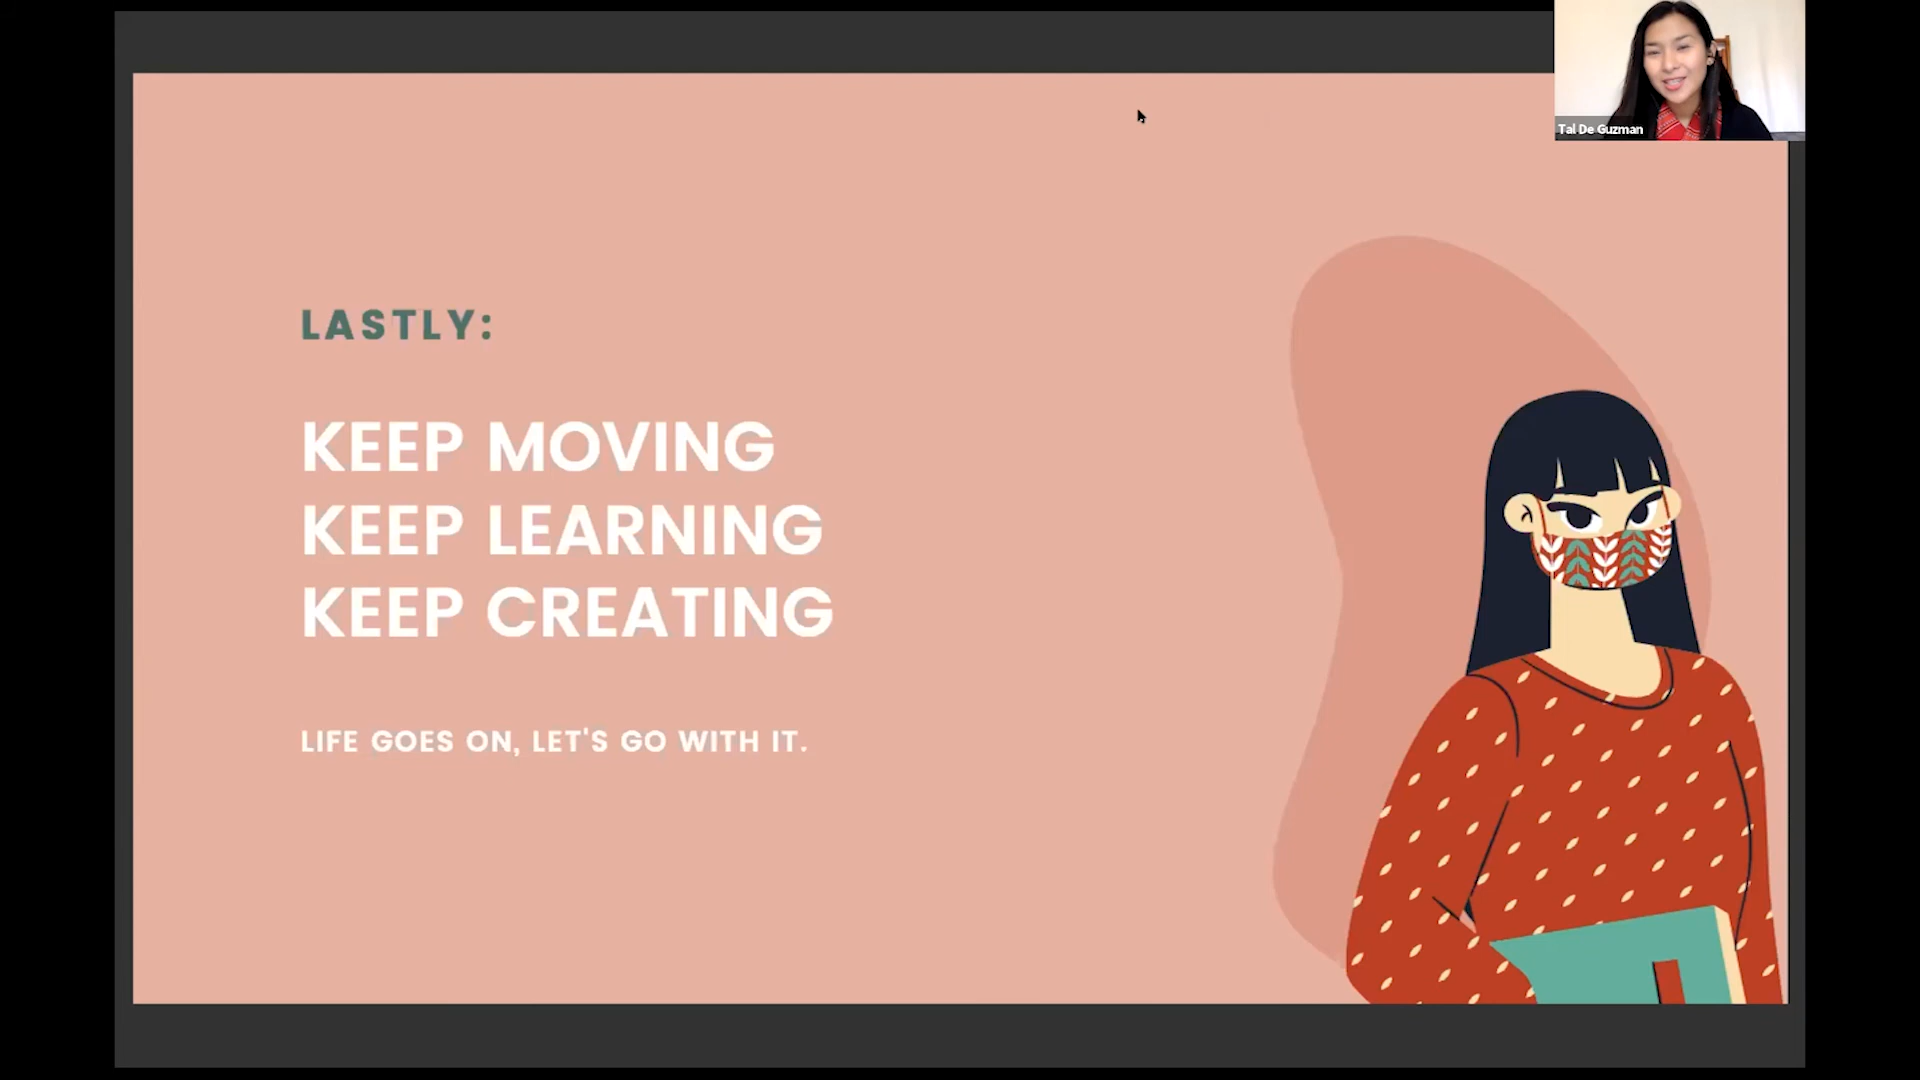 Tal De Guzman
LASTLY:
KEEP MOVING
KEEP LEARNING
KEEP CREATING
LIFE GOES ON, LET'S GO WITH IT.